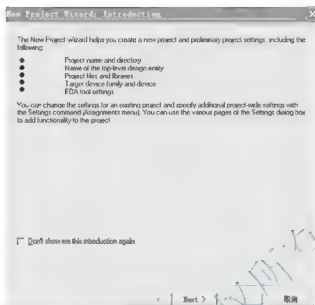 New Project Wizard: Introduction
The New Project Wizard helps you create a new project and preliminary project settings, including the
following:
Project name and directory
Name of the top-level design entity
Project files and libraries
Target device family and device
EDA tool settings
You can change the settings for an existing project and specify additional project-wide settings with
the Settings command (Assignments menu). You can use the various pages of the Settings dialog box
to add functionality to the project.
Don't show me this introduction again
Next >
取消